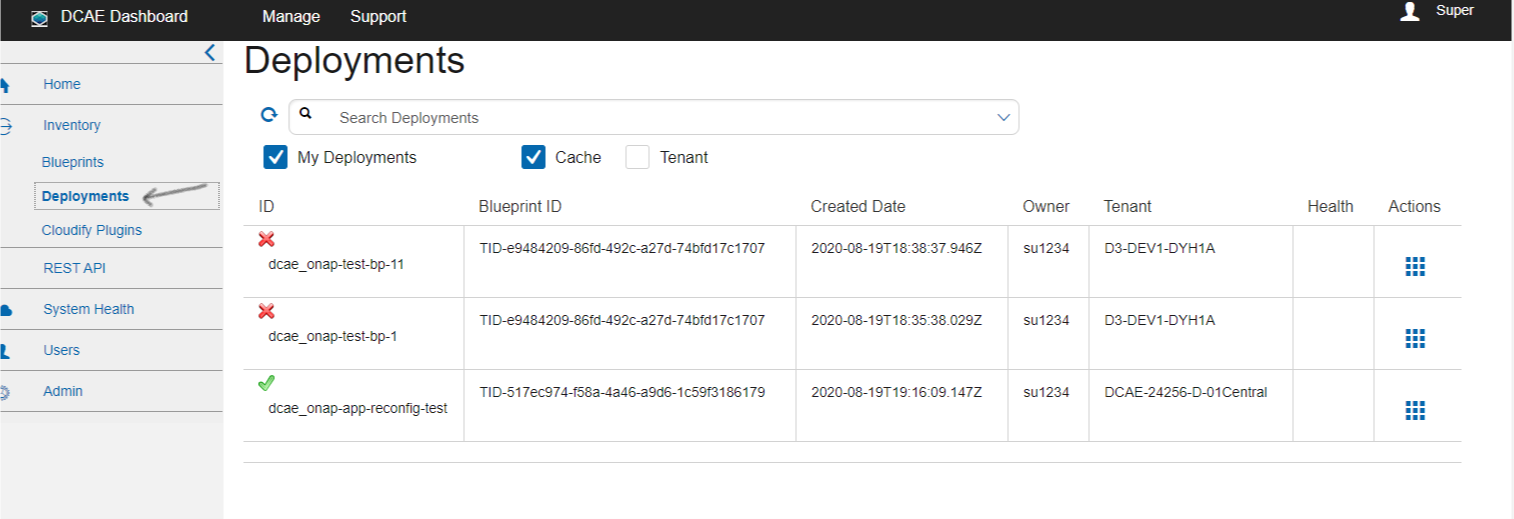 DCAE Dashboard Manage Support Super
Deployments
Home
Inventory
Blueprints
Deployments
Cloudify Plugins
REST API
System Health
Users
Admin
Search Deployments
My Deployments Cache Tenant
ID Blueprint ID Created Date Owner Tenant Health Actions
dcae_onap-test-bp-11 TID-e9484209-86fd-492c-a27d-74bfd17c1707 2020-08-19T18:38:37.946Z su1234 D3-DEV1-DYH1A
dcae_onap-test-bp-1 TID-e9484209-86fd-492c-a27d-74bfd17c1707 2020-08-19T18:35:38.029Z su1234 D3-DEV1-DYH1A
dcae_onap-app-reconfig-test TID-517ec974-f58a-4a46-a9d6-1c59f3186179 2020-08-19T19:16:09.147Z su1234 DCAE-24256-D-01Central